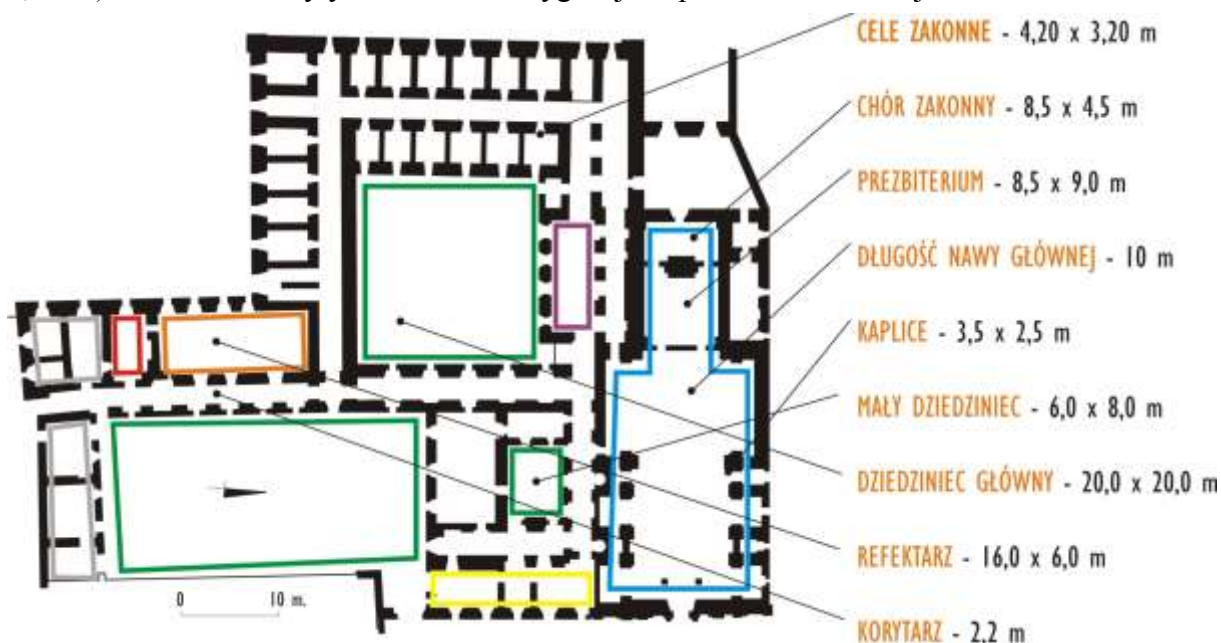 CELE ZAKONNE - 4,20 x 3,20 m
CHÓR ZAKONNY - 8,5 x 4,5 m
PREZBITERIUM - 8,5 x 9,0 m
DŁUGOŚĆ NAWY GŁÓWNEJ - 10 m
KAPLICE - 3,5 x 2,5 m
MAŁY DZIEDZINIEC - 6,0 x 8,0 m
DZIEDZINIEC GŁÓWNY - 20,0 x 20,0 m
REFEKTARZ - 16,0 x 6,0 m
KORYTARZ - 2,2 m
0 10 m.